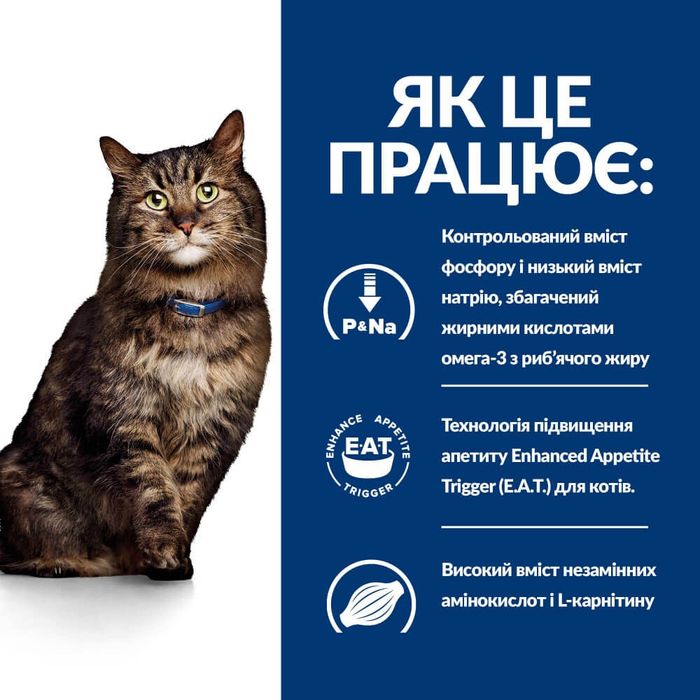 ЯК ЦЕ
ПРАЦЮЄ:
P&Na
Контрольований вміст
фосфору і низький вміст
натрію, збагачений
жирними кислотами
омега-3 з риб’ячого жиру
ENHANCE APPETITE
E·A·T
TRIGGER
Технологія підвищення
апетиту Enhanced Appetite
Trigger (E.A.T.) для котів.
Високий вміст незамінних
амінокислот і L-карнітину